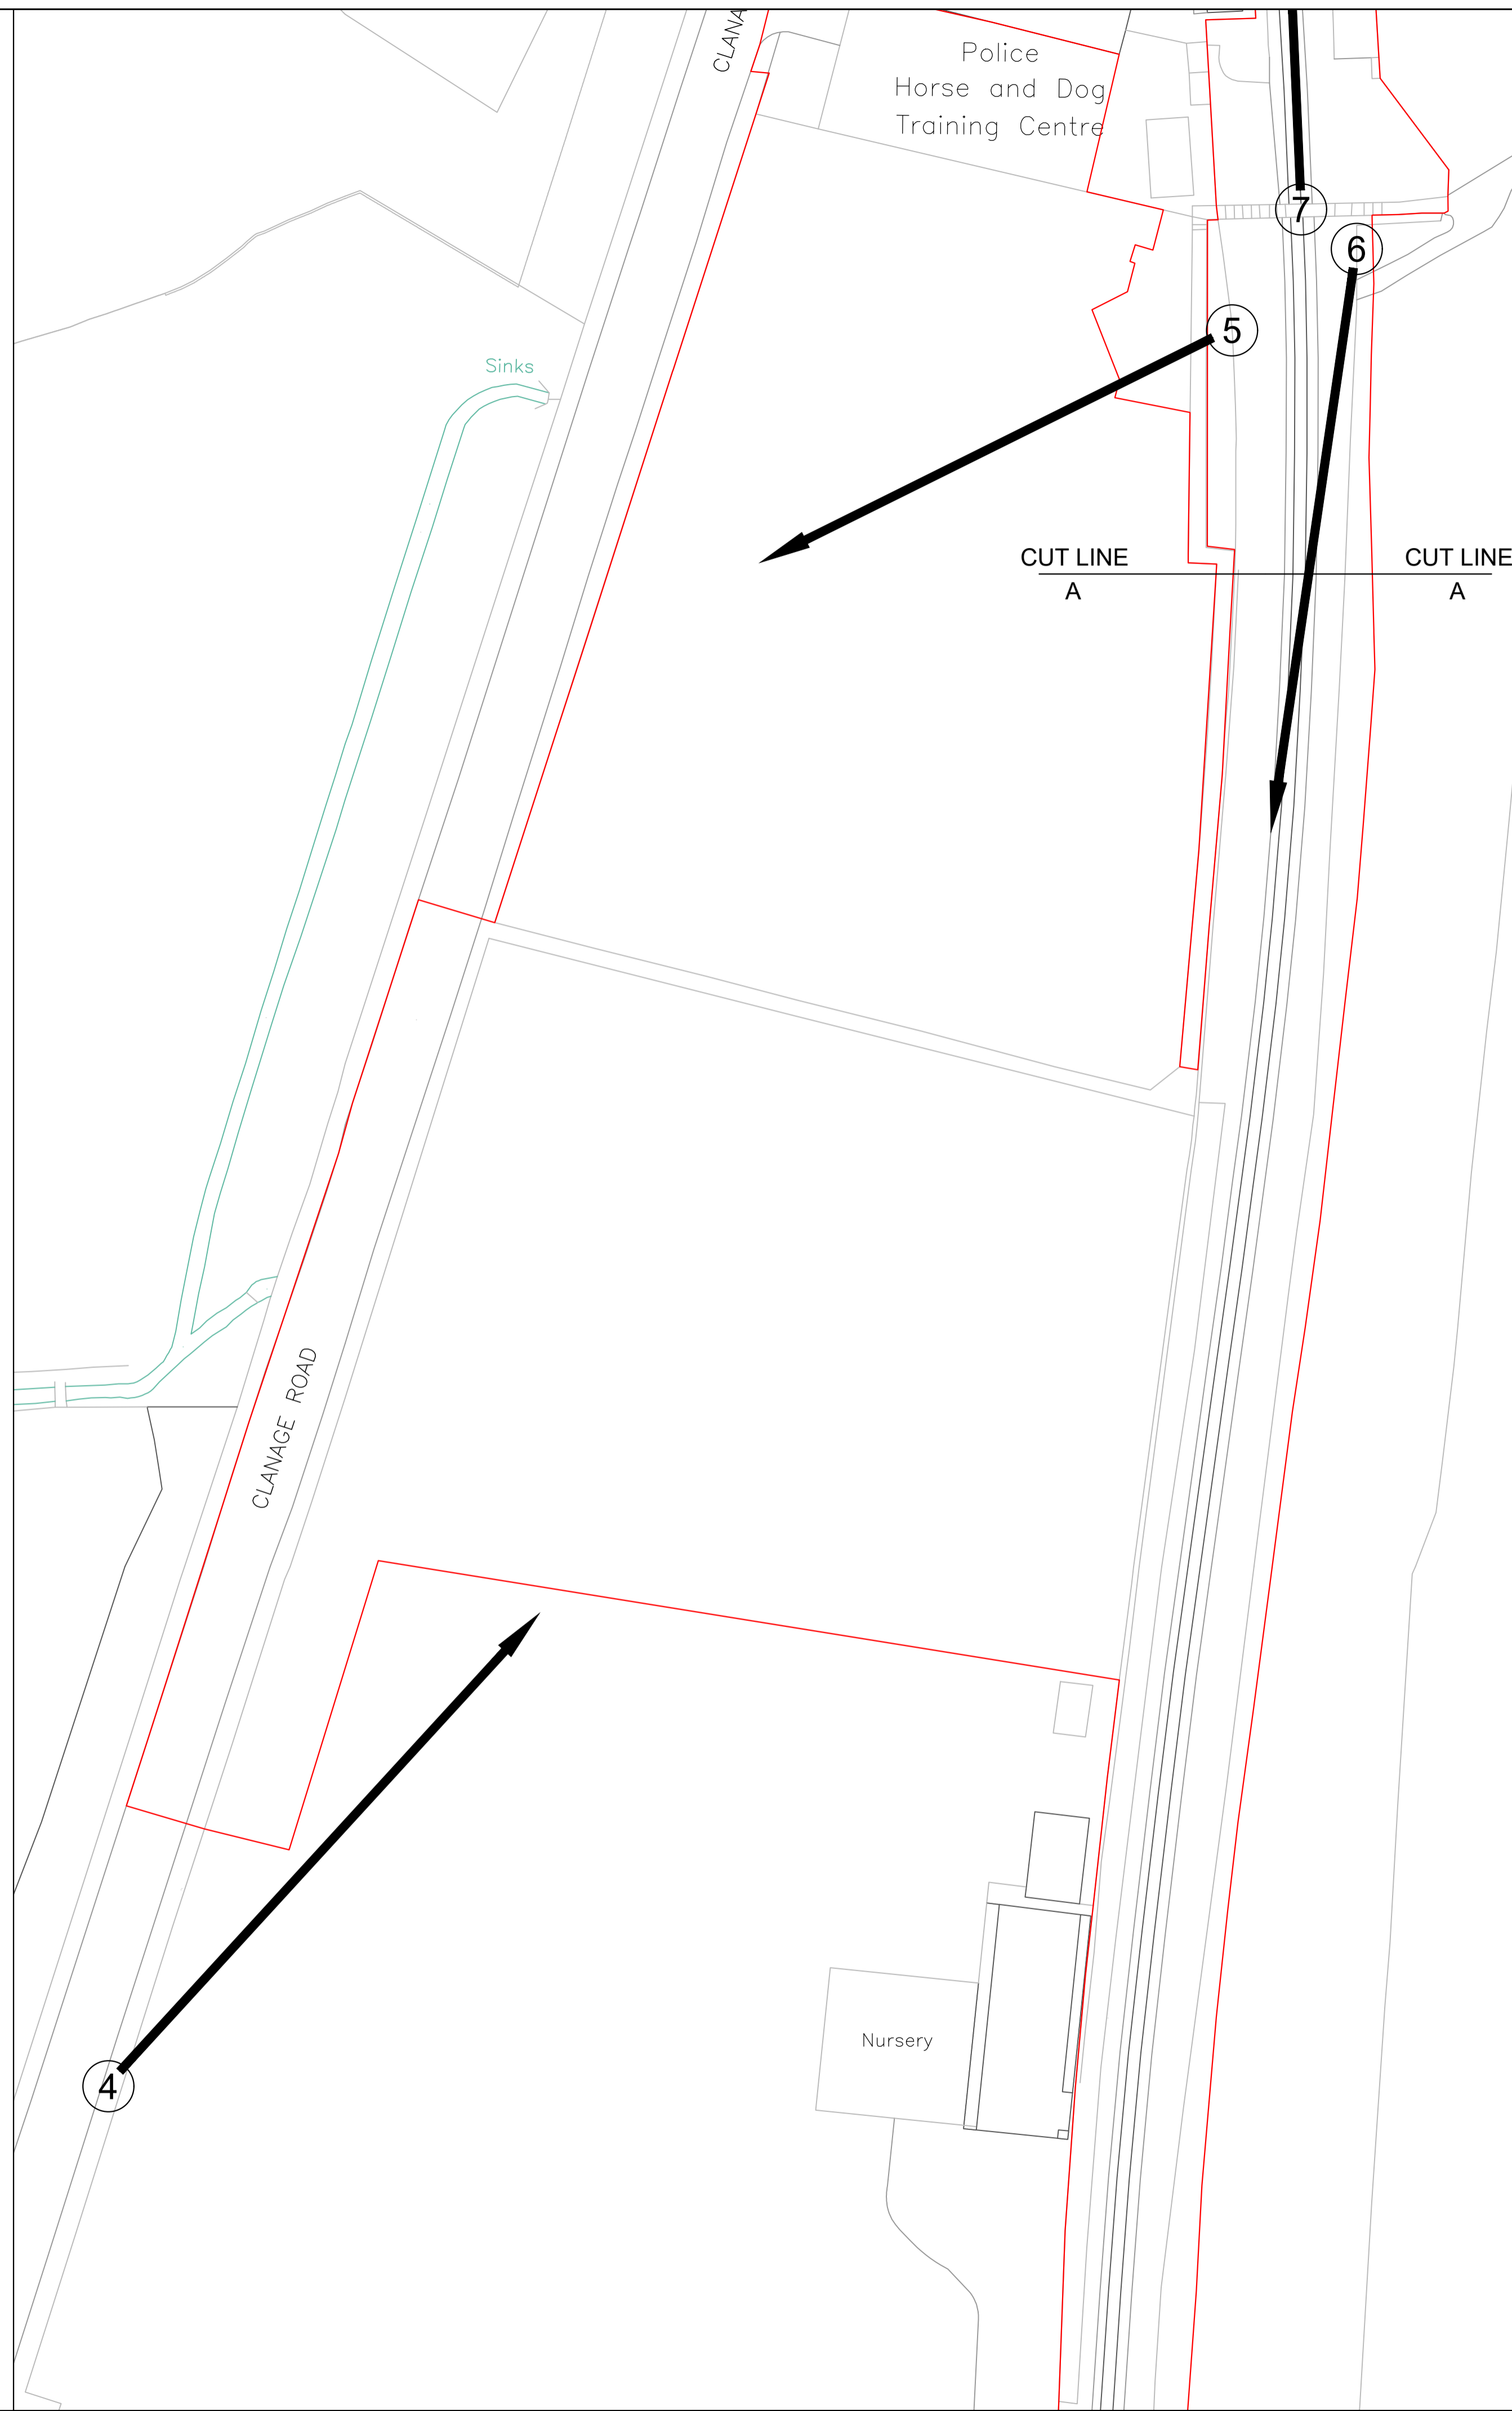 CLANA
Police
Horse and Dog
Training Centre
7
6
5
Sinks
CUT LINE
A
CUT LINE
A
CLANAGE ROAD
Nursery
4